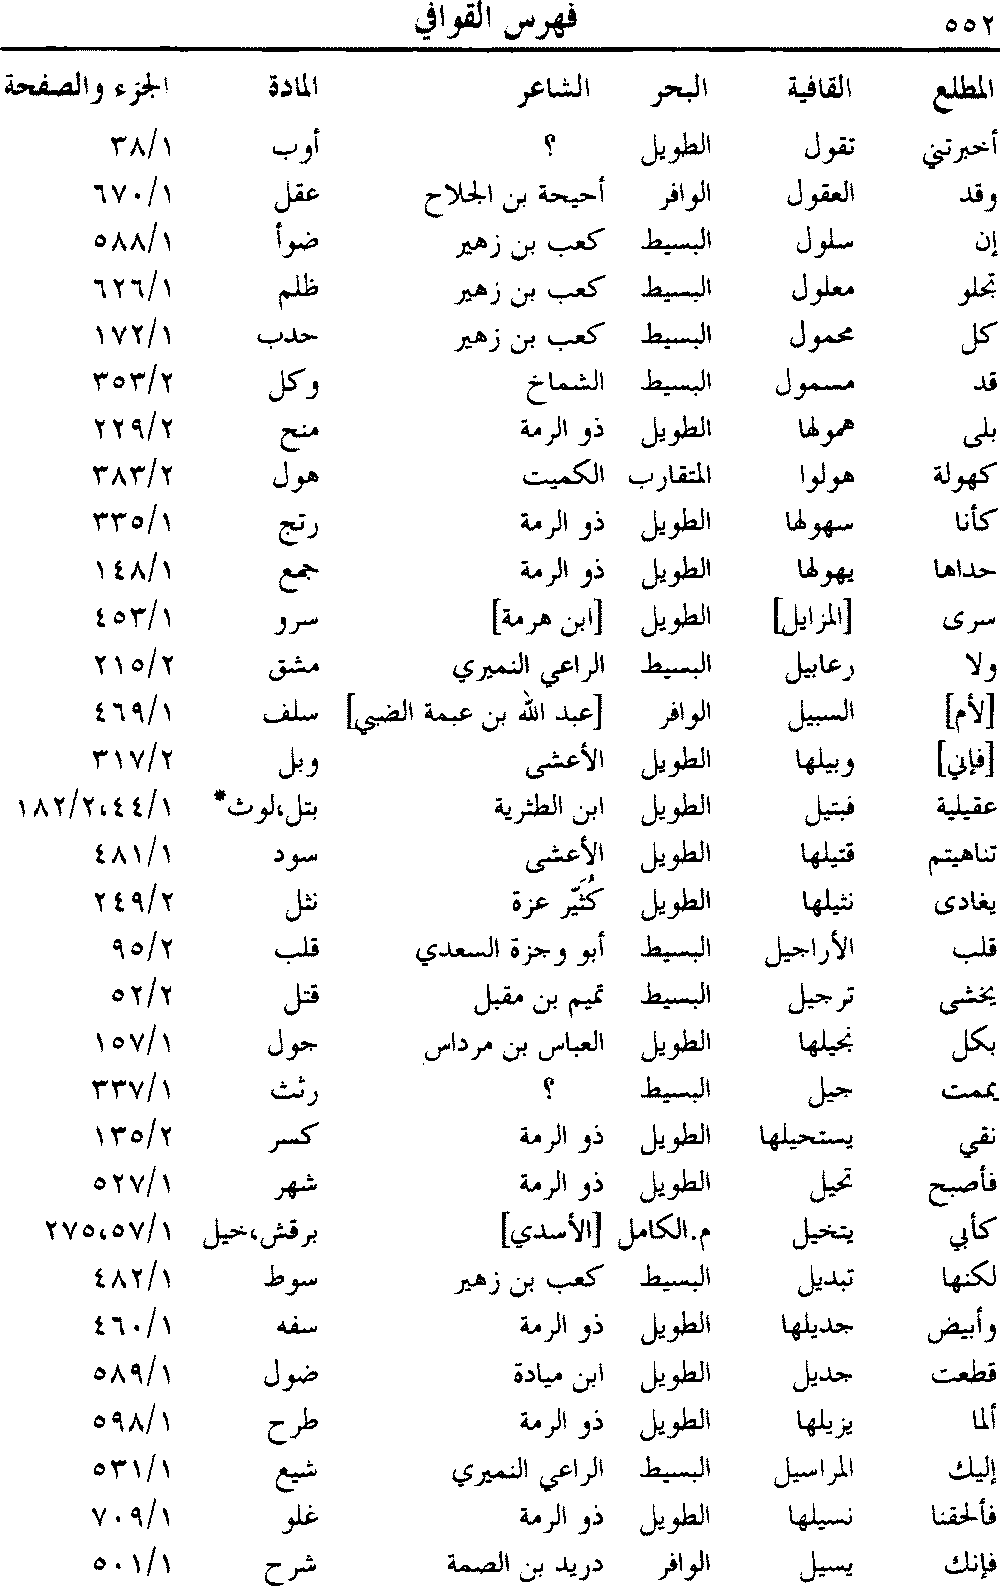 ٥٥٢ فهرس القوافي
المطلع القافية البحر الشاعر المادة الجزء والصفحة
أخبرتني تقول الطويل ؟ أوب ٣٨/١
وقد العقول الوافر أحيحة بن الجلاح عقل ٦٧٠/١
إن سلول البسيط كعب بن زهير ضوأ ٥٨٨/١
تجلو معلول البسيط كعب بن زهير ظلم ٦٢٦/١
كل محمول البسيط كعب بن زهير حدب ١٧٢/١
قد مسمول البسيط الشماخ وكل ٣٥٣/٢
بلى همولها الطويل ذو الرمة منح ٢٢٩/٢
كهولة هولوا المتقارب الكميت هول ٣٨٣/٢
كأنا سهولها الطويل ذو الرمة رتج ٣٣٥/١
حداها يهولها الطويل ذو الرمة جمع ١٤٨/١
سرى [المزايل] الطويل [ابن هرمة] سرو ٤٥٣/١
ولا رعابيل البسيط الراعي النميري مشق ٢١٥/٢
[لأم] السبيل الوافر [عبد الله بن عبمة الضبي] سلف ٤٦٩/١
[فإني] وبيلها الطويل الأعشى وبل ٣١٧/٢
عقيلية فبتيل الطويل ابن الطثرية بتل،لوث* ١٨٢/٢،٤٤/١
تناهيتم قتيلها الطويل الأعشى سود ٤٨١/١
يغادى نثيلها الطويل كُثَيّر عزة نثل ٢٤٩/٢
قلب الأراجيل البسيط أبو وجزة السعدي قلب ٩٥/٢
يخشى ترجيل البسيط تميم بن مقبل قتل ٥٢/٢
بكل نجيلها الطويل العباس بن مرداس جول ١٥٧/١
يممت جيل البسيط ؟ رثث ٣٣٧/١
نقي يستحيلها الطويل ذو الرمة كسر ١٣٥/٢
فأصبح تحيل الطويل ذو الرمة شهر ٥٢٧/١
كأبي يتخيل م.الكامل [الأسدي] برقش،خيل ٢٧٥،٥٧/١
لكنها تبديل البسيط كعب بن زهير سوط ٤٨٢/١
وأبيض جديلها الطويل ذو الرمة سفه ٤٦٠/١
قطعت جديل الطويل ابن ميادة ضول ٥٨٩/١
ألما يزيلها الطويل ذو الرمة طرح ٥٩٨/١
إليك المراسيل البسيط الراعي النميري شيع ٥٣١/١
فألحقنا نسيلها الطويل ذو الرمة غلو ٧٠٩/١
فإنك يسيل الوافر دريد بن الصمة شرح ٥٠١/١